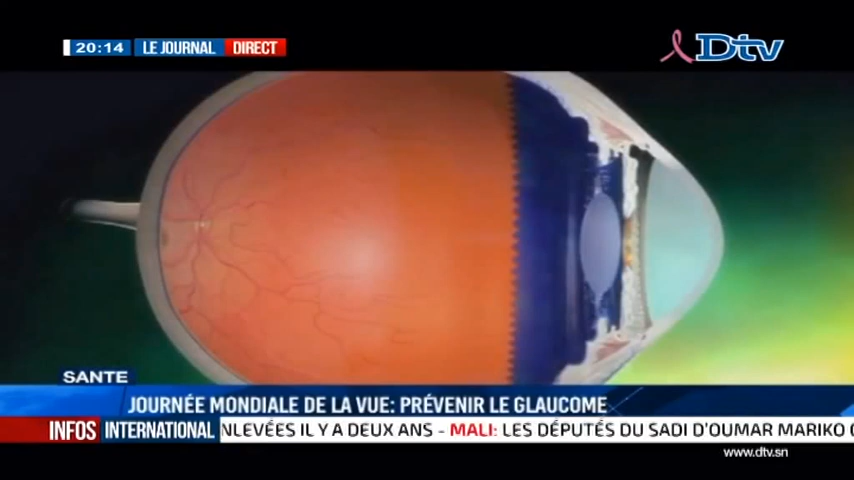 20:14 LE JOURNAL DIRECT
Dtv
SANTE
JOURNÉE MONDIALE DE LA VUE: PRÉVENIR LE GLAUCOME
INFOS INTERNATIONAL NLEVÉES IL Y A DEUX ANS - MALI: LES DÉPUTÉS DU SADI D'OUMAR MARIKO
www.dtv.sn